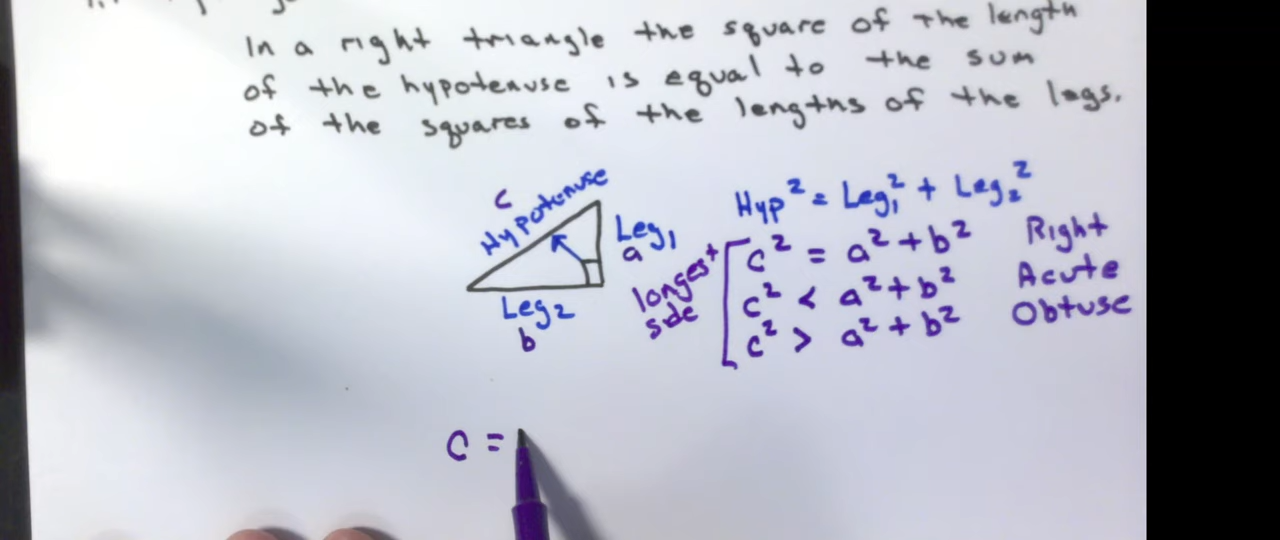 In a right triangle the square of the length
of the hypotenuse is equal to the sum
of the squares of the lengths of the legs.
c
Hypotenuse
Leg₁
a
Leg₂
b
Hyp² = Leg₁² + Leg₂²
longest
side
c² = a² + b² Right
c² < a² + b² Acute
c² > a² + b² Obtuse
c =